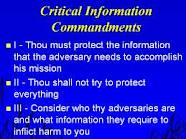 Critical Information
Commandments
I - Thou must protect the information
that the adversary needs to accomplish
his mission
II - Thou shall not try to protect
everything
III - Consider who thy adversaries are
and what information they require to
inflict harm to you